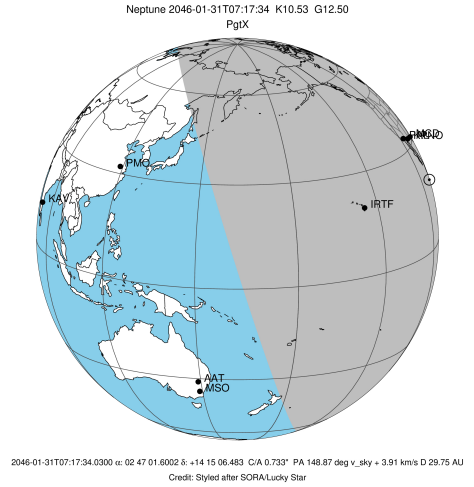 Neptune 2046-01-31T07:17:34 K10.53 G12.50
PgtX
PMO
KAV
IRTF
AAT
MSO
2046-01-31T07:17:34.0300 α: 02 47 01.6002 δ: +14 15 06.483 C/A 0.733" PA 148.87 deg v_sky + 3.91 km/s D 29.75 AU
Credit: Styled after SORA/Lucky Star